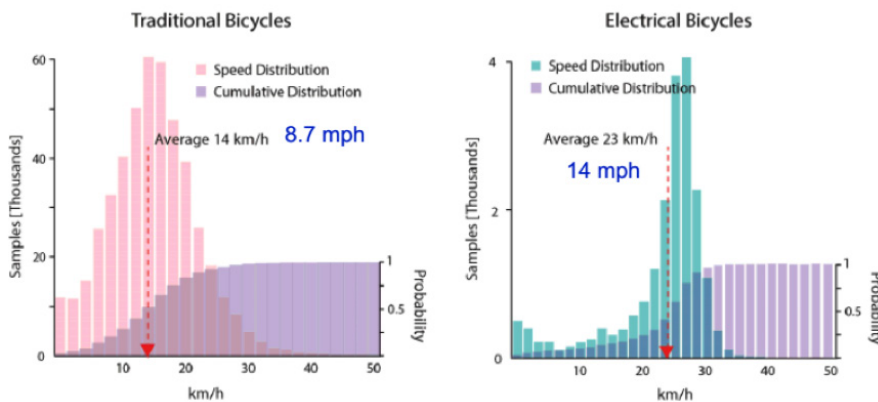 Traditional Bicycles
60
40
20
0
Samples [Thousands]
Speed Distribution
Cumulative Distribution
Average 14 km/h 8.7 mph
1
0.5
Probability
10 20 30 40 50
km/h
Electrical Bicycles
4
2
0
Samples [Thousands]
Speed Distribution
Cumulative Distribution
Average 23 km/h
14 mph
1
0.5
Probability
10 20 30 40 50
km/h